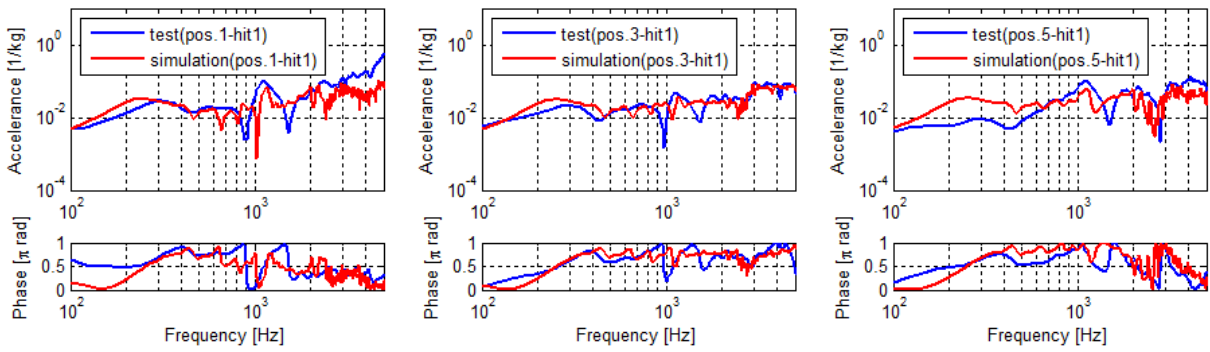 Accelerance [1/kg]
10^0
10^-2
10^-4
test(pos.1-hit1)
simulation(pos.1-hit1)
10^2
10^3
Phase [π rad]
1
0.5
0
10^2
10^3
Frequency [Hz]
Accelerance [1/kg]
10^0
10^-2
10^-4
test(pos.3-hit1)
simulation(pos.3-hit1)
10^2
10^3
Phase [π rad]
1
0.5
0
10^2
10^3
Frequency [Hz]
Accelerance [1/kg]
10^0
10^-2
10^-4
test(pos.5-hit1)
simulation(pos.5-hit1)
10^2
10^3
Phase [π rad]
1
0.5
0
10^2
10^3
Frequency [Hz]